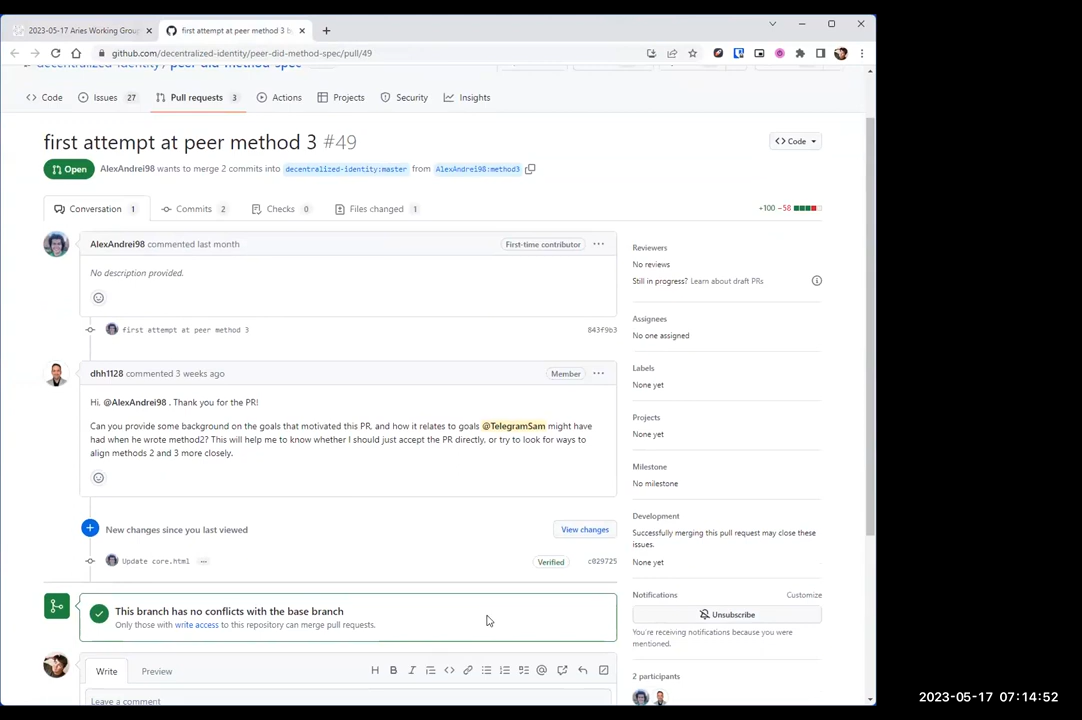 2023-05-17 Aries Working Group
first attempt at peer method 3 b
github.com/decentralized-identity/peer-did-method-spec/pull/49
decentralized-identity / peer-did-method-spec
Code
Issues 27
Pull requests 3
Actions
Projects
Security
Insights
first attempt at peer method 3 #49
Code
Open
AlexAndrei98 wants to merge 2 commits into decentralized-identity:master from AlexAndrei98:method3
Conversation 1
Commits 2
Checks 0
Files changed 1
+100 −58
AlexAndrei98 commented last month
First-time contributor
No description provided.
first attempt at peer method 3
843f9b3
dhh1128 commented 3 weeks ago
Member
Hi, @AlexAndrei98 . Thank you for the PR!
Can you provide some background on the goals that motivated this PR, and how it relates to goals @TelegramSam might have
had when he wrote method2? This will help me to know whether I should just accept the PR directly, or try to look for ways to
align methods 2 and 3 more closely.
New changes since you last viewed
View changes
Update core.html ...
Verified
c029725
This branch has no conflicts with the base branch
Only those with write access to this repository can merge pull requests.
Write
Preview
Leave a comment
Reviewers
No reviews
Still in progress? Learn about draft PRs
Assignees
No one assigned
Labels
None yet
Projects
None yet
Milestone
No milestone
Development
Successfully merging this pull request may close these
issues.
None yet
Notifications
Customize
Unsubscribe
You're receiving notifications because you were
mentioned.
2 participants
2023-05-17 07:14:52